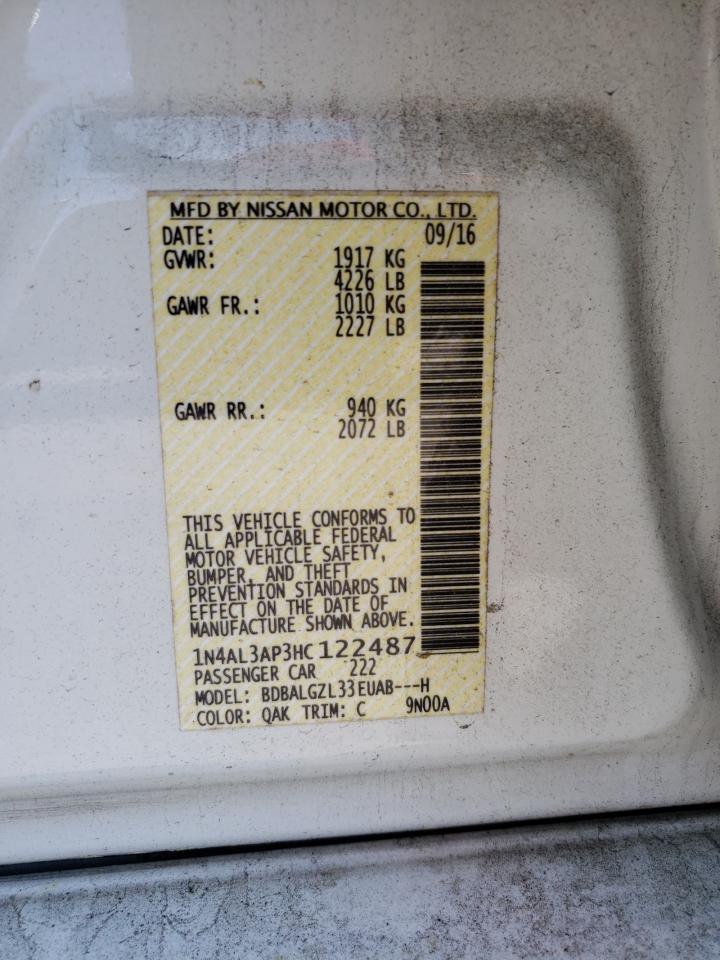 MFD BY NISSAN MOTOR CO., LTD.
DATE: 09/16
GVWR: 1917 KG
4226 LB
GAWR FR.: 1010 KG
2227 LB
GAWR RR.: 940 KG
2072 LB
THIS VEHICLE CONFORMS TO
ALL APPLICABLE FEDERAL
MOTOR VEHICLE SAFETY,
BUMPER, AND THEFT
PREVENTION STANDARDS IN
EFFECT ON THE DATE OF
MANUFACTURE SHOWN ABOVE.
1N4AL3AP3HC122487
PASSENGER CAR 222
MODEL: BDBALGZL33EUAB---H
COLOR: QAK TRIM: C 9N00A